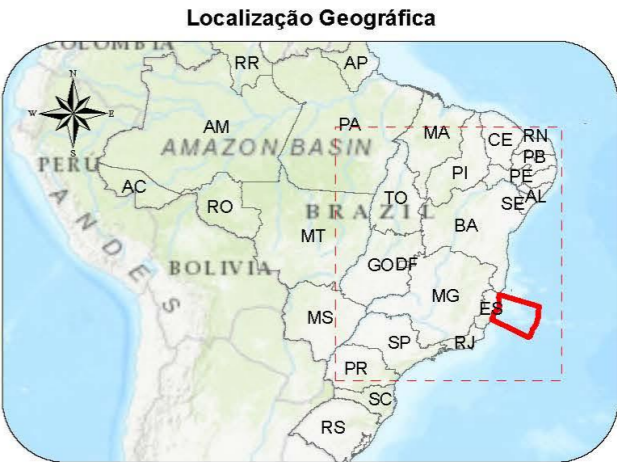 Localização Geográfica
COLOMBIA
RR
AP
N
W
E
S
AM
PA
MA
CE
RN
AMAZON BASIN
PB
PERÚ
PI
PE
AC
RO
TO
SE
AL
BRAZIL
BA
MT
ANDES
BOLIVIA
GO
DF
MG
MS
ES
SP
RJ
PR
SC
RS